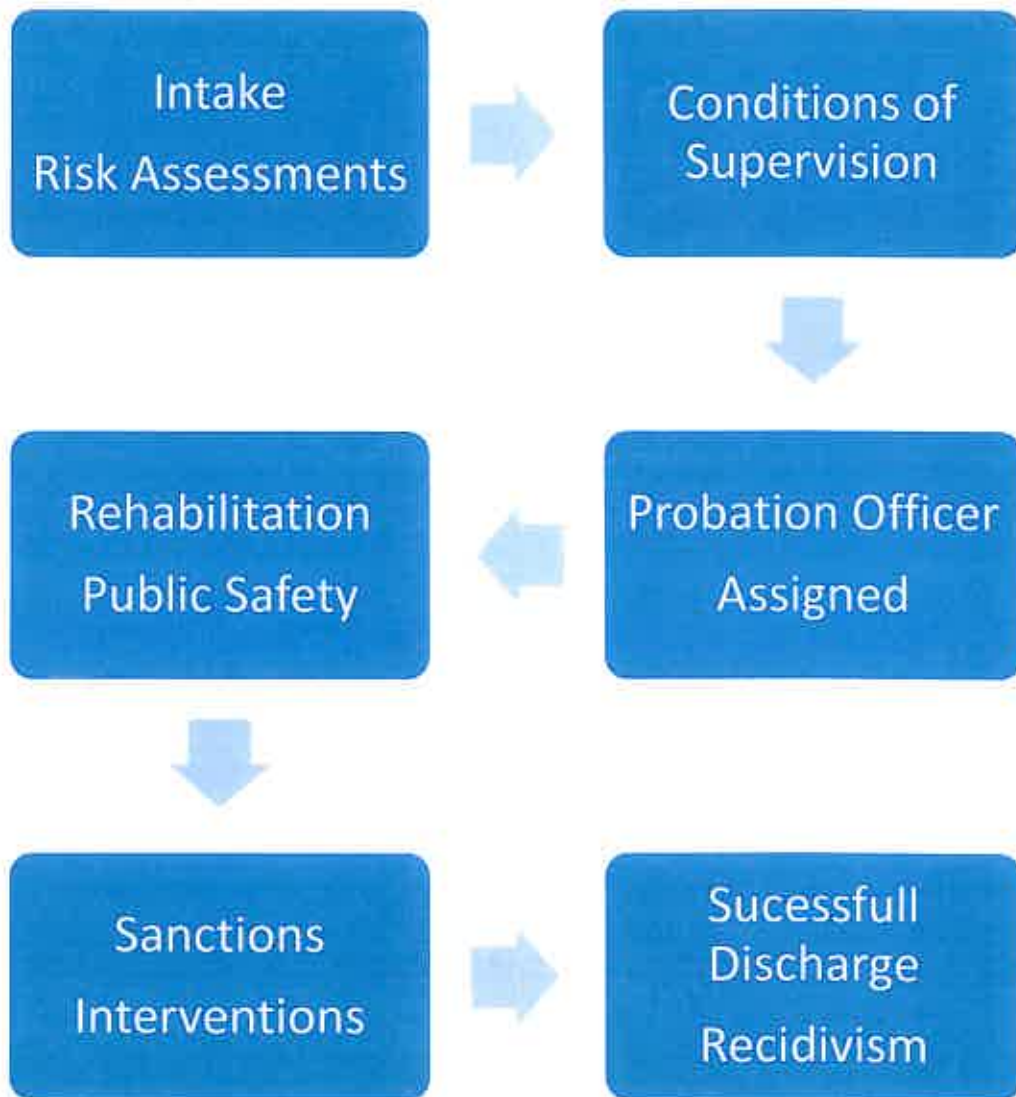 Intake
Risk Assessments
Conditions of
Supervision
Probation Officer
Assigned
Rehabilitation
Public Safety
Sanctions
Interventions
Sucessfull
Discharge
Recidivism